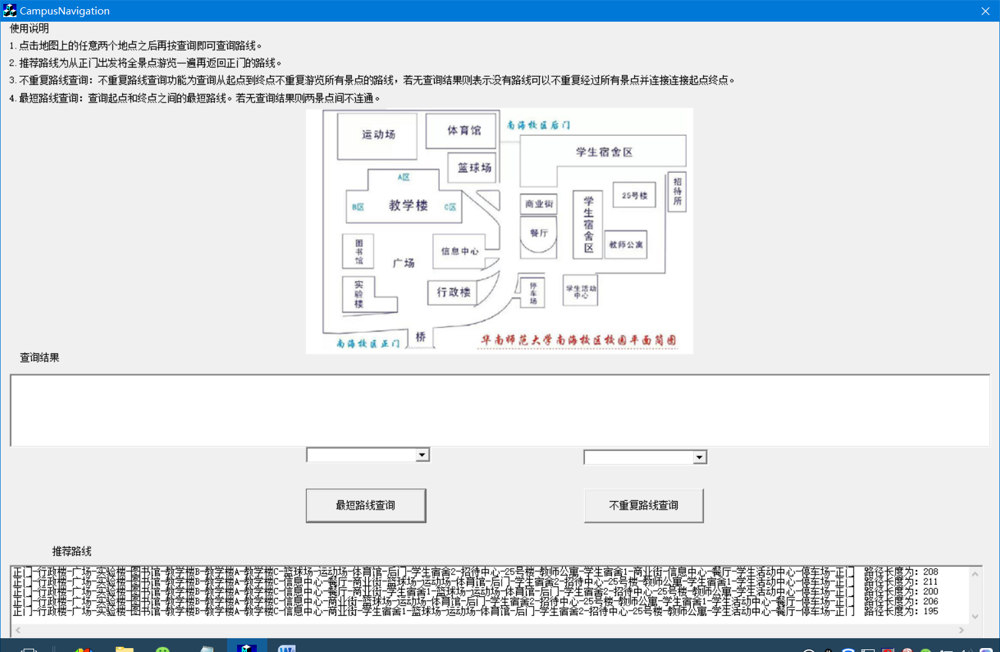 CampusNavigation
使用说明
1. 点击地图上的任意两个地点之后再按查询即可查询路线。
2. 推荐路线为从正门出发将全景点游览一遍再返回正门的路线。
3. 不重复路线查询：不重复路线查询功能为查询从起点到终点不重复游览所有景点的路线，若无查询结果则表示没有路线可以不重复经过所有景点并连接连接起点终点。
4. 最短路线查询：查询起点和终点之间的最短路线。若无查询结果则两景点间不连通。
运动场
体育馆
南海校区后门
学生宿舍区
篮球场
A区
招待所
25号楼
B区
教学楼
C区
商业街
学生宿舍区
餐厅
图书馆
信息中心
教师公寓
广场
实验楼
行政楼
停车场
学生活动
中心
桥
南海校区正门
华南师范大学南海校区校园平面简图
查询结果
最短路线查询
不重复路线查询
推荐路线
正门-行政楼-广场-实验楼-图书馆-教学楼B-教学楼A-教学楼C-篮球场-运动场-体育馆-后门-学生宿舍2-招待中心-25号楼-教师公寓-学生宿舍1-商业街-信息中心-餐厅-学生活动中心-停车场-正门 路径长度为：208
正门-行政楼-广场-实验楼-图书馆-教学楼B-教学楼A-教学楼C-信息中心-餐厅-商业街-篮球场-运动场-体育馆-后门-学生宿舍2-招待中心-25号楼-教师公寓-学生宿舍1-学生活动中心-停车场-正门 路径长度为：211
正门-行政楼-广场-实验楼-图书馆-教学楼B-教学楼A-教学楼C-信息中心-餐厅-商业街-学生宿舍1-篮球场-运动场-体育馆-后门-学生宿舍2-招待中心-25号楼-教师公寓-学生活动中心-停车场-正门 路径长度为：200
正门-行政楼-广场-实验楼-图书馆-教学楼B-教学楼A-教学楼C-信息中心-商业街-篮球场-运动场-体育馆-后门-学生宿舍2-招待中心-25号楼-教师公寓-学生宿舍1-学生活动中心-餐厅-停车场-正门 路径长度为：206
正门-行政楼-广场-实验楼-图书馆-教学楼B-教学楼A-教学楼C-信息中心-商业街-学生宿舍1-篮球场-运动场-体育馆-后门-学生宿舍2-招待中心-25号楼-教师公寓-学生活动中心-餐厅-停车场-正门 路径长度为：195